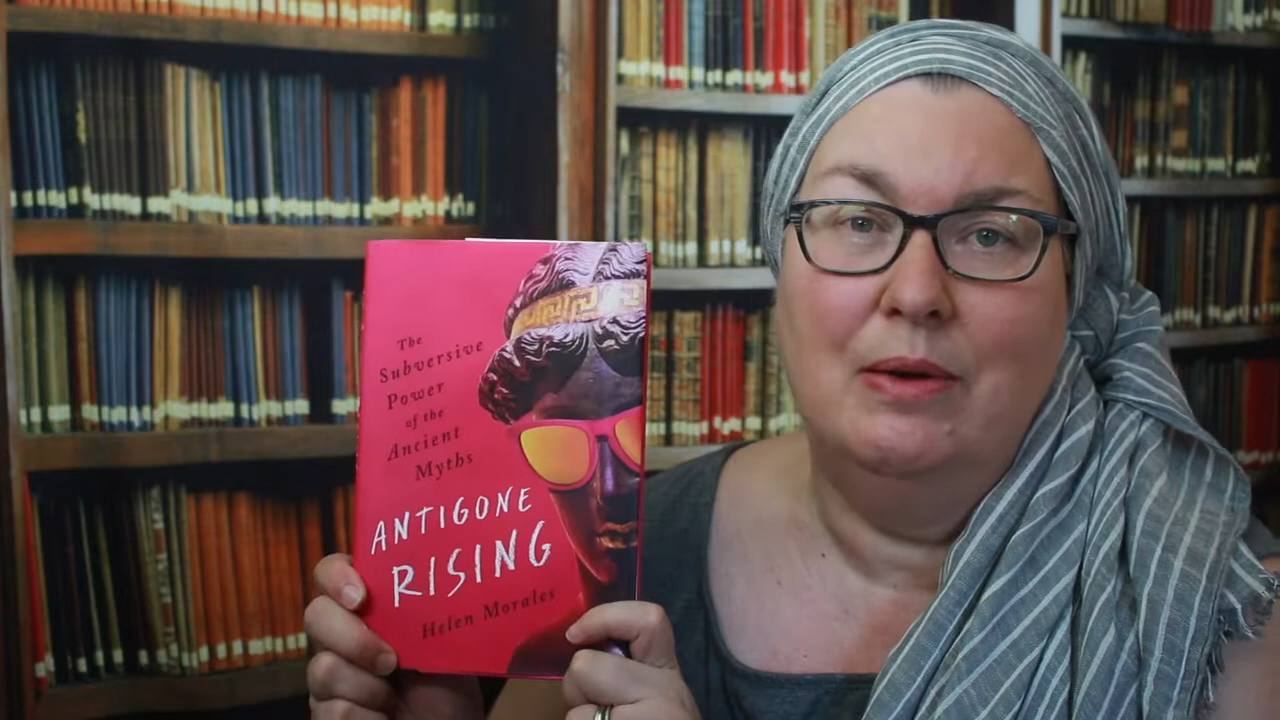 The
Subversive
Power
of the
Ancient
Myths
ANTIGONE
RISING
Helen Morales